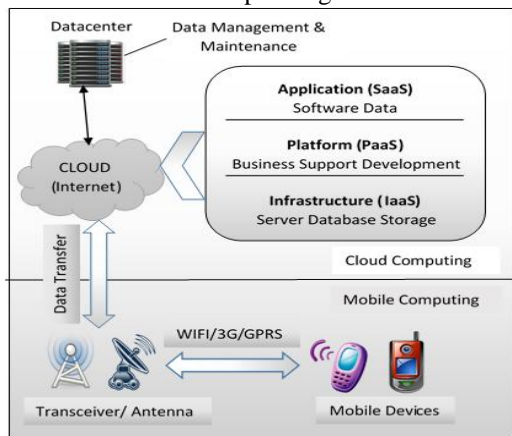 Datacenter
Data Management &
Maintenance
Application (SaaS)
Software Data
Platform (PaaS)
Business Support Development
Infrastructure (IaaS)
Server Database Storage
CLOUD
(Internet)
Cloud Computing
Data Transfer
Mobile Computing
WIFI/3G/GPRS
Transceiver/ Antenna
Mobile Devices